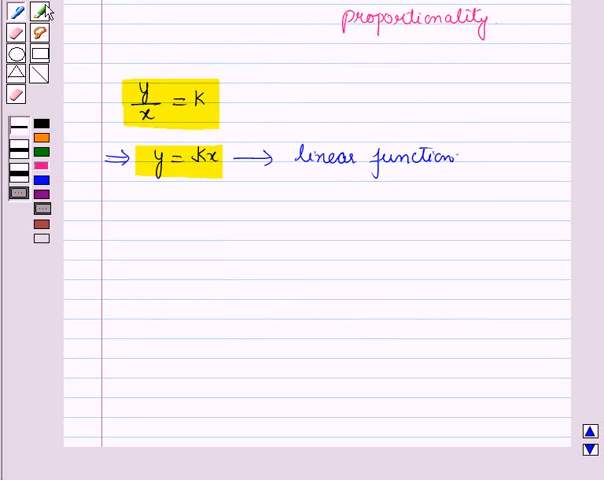 proportionality.
y/x = K
⇒ y = Kx → linear function.